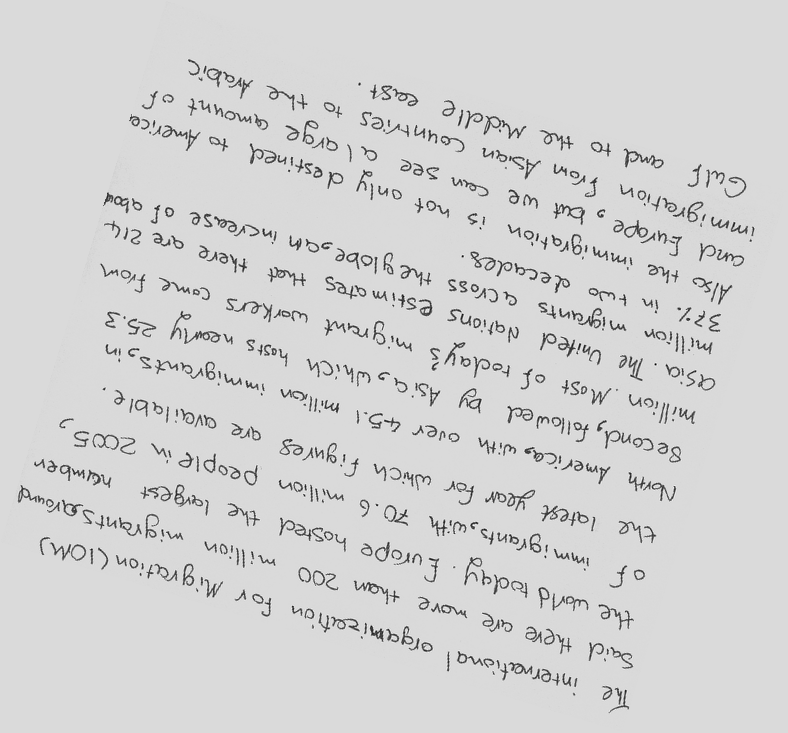 The international organization for Migration (IOM)
Said there are more than 200 million migrants around
the world today. Europe hosted the largest number
of immigrants, with 70.6 million people in 2005,
the latest year for which figures are available.
North America, with over 45.1 million immigrants, in
Second, followed by Asia, which hosts nearly 25.3
million. Most of today's migrant workers come from
asia. The United Nations estimates that there are 214
million migrants across the globe, an increase of about
37% in two decades.
Also the immigration is not only destined to America
and Europe, but we can see a large amount of
immigration from Asian countries to the Arabic
Gulf and to the Middle east.